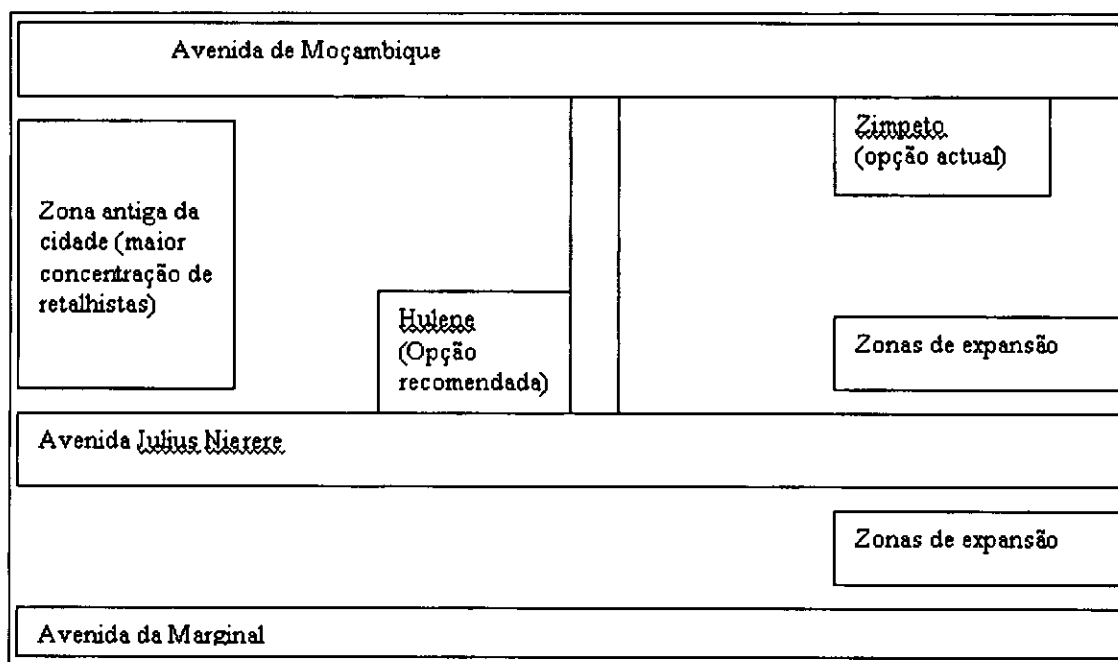 Avenida de Moçambique
Zimpeto
(opção actual)
Zona antiga da
cidade (maior
concentração de
retalhistas)
Hulene
(Opção
recomendada)
Zonas de expansão
Avenida Julius Nierere
Zonas de expansão
Avenida da Marginal